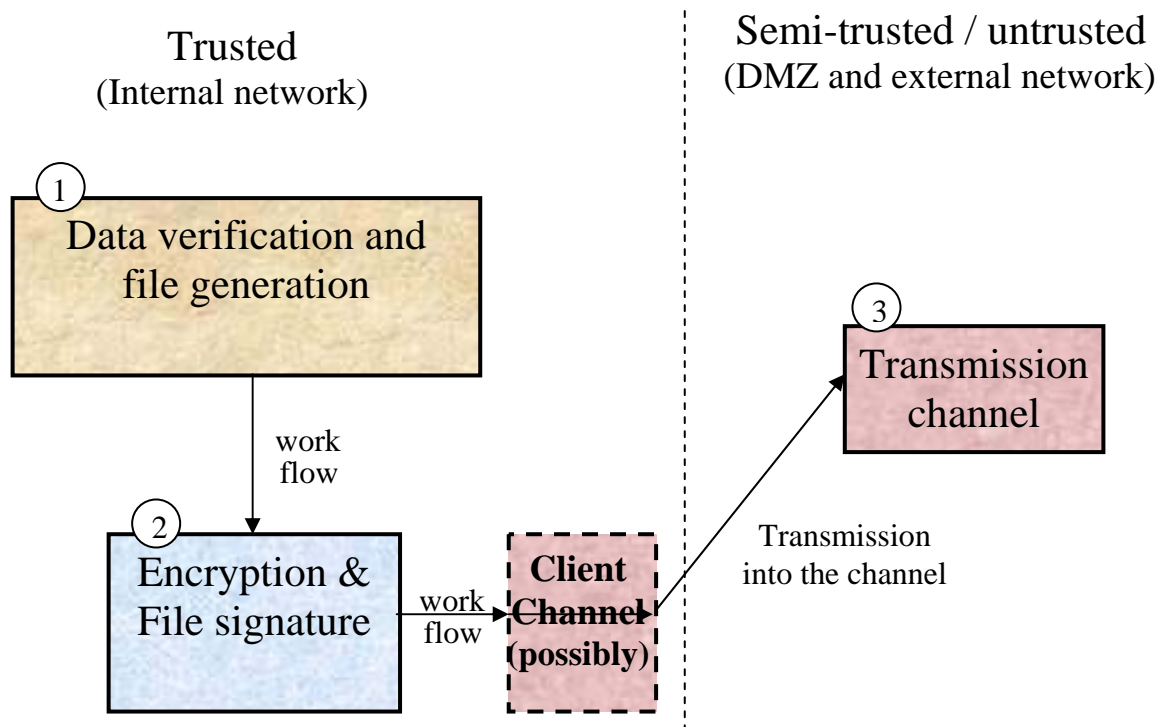 Trusted
(Internal network)
Semi-trusted / untrusted
(DMZ and external network)
1
Data verification and
file generation
work
flow
2
Encryption &
File signature
work
flow
Client
Channel
(possibly)
3
Transmission
channel
Transmission
into the channel